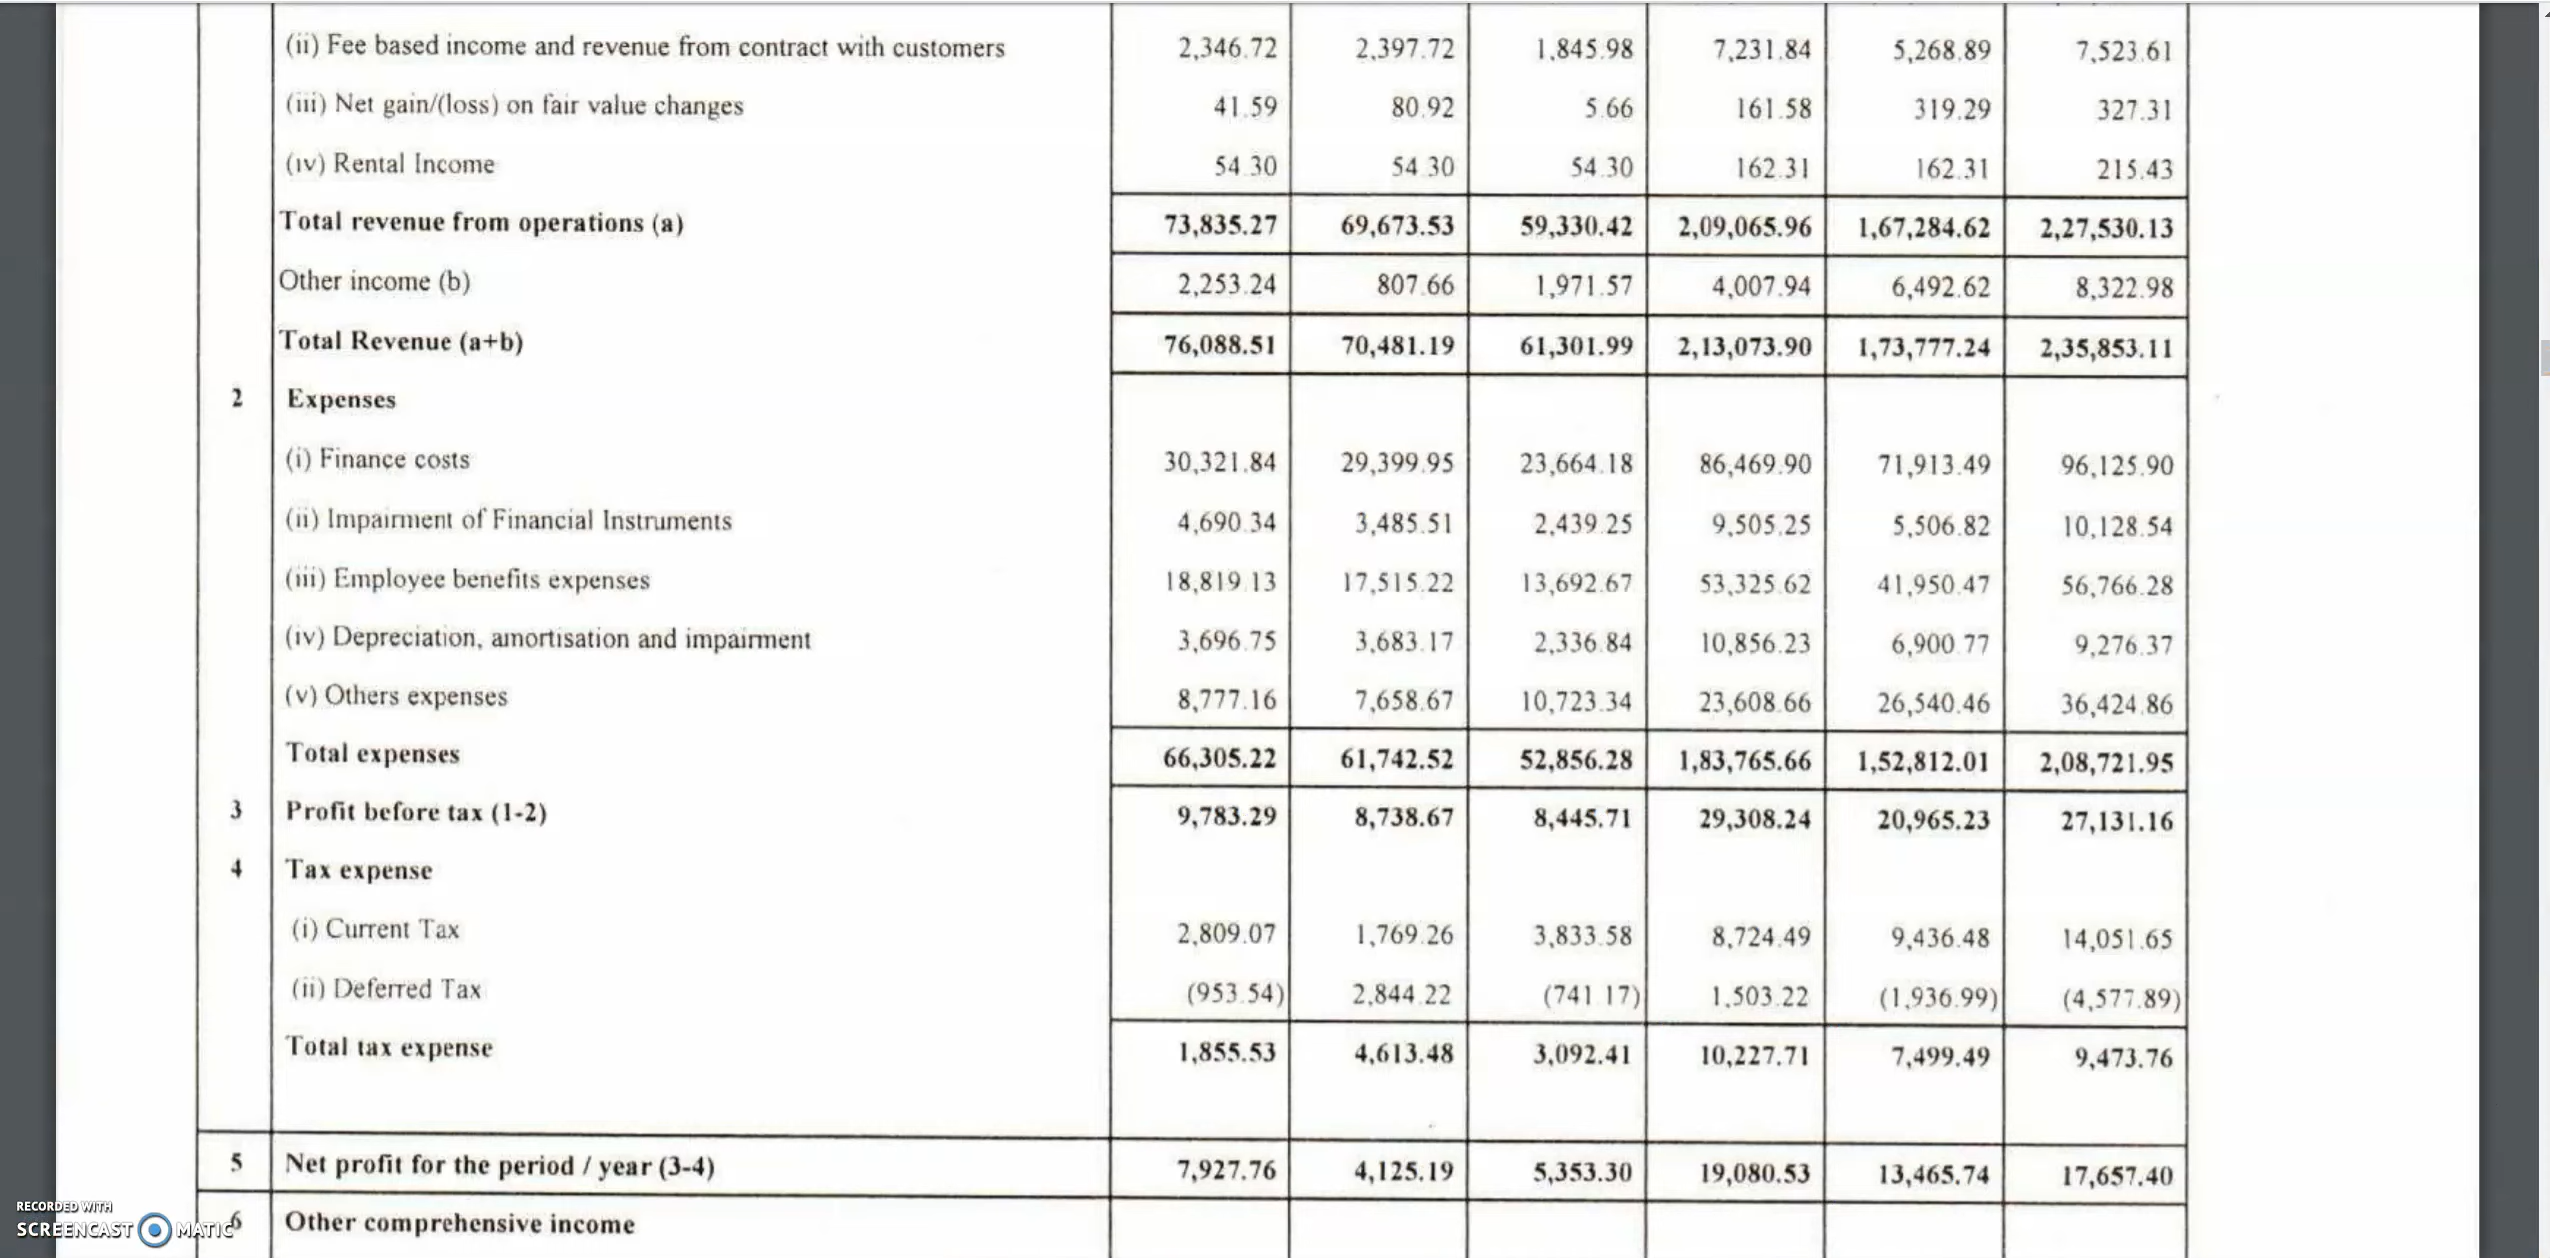 (ii) Fee based income and revenue from contract with customers 2,346.72 2,397.72 1,845.98 7,231.84 5,268.89 7,523.61
(iii) Net gain/(loss) on fair value changes 41.59 80.92 5.66 161.58 319.29 327.31
(iv) Rental Income 54.30 54.30 54.30 162.31 162.31 215.43
Total revenue from operations (a) 73,835.27 69,673.53 59,330.42 2,09,065.96 1,67,284.62 2,27,530.13
Other income (b) 2,253.24 807.66 1,971.57 4,007.94 6,492.62 8,322.98
Total Revenue (a+b) 76,088.51 70,481.19 61,301.99 2,13,073.90 1,73,777.24 2,35,853.11
2 Expenses
(i) Finance costs 30,321.84 29,399.95 23,664.18 86,469.90 71,913.49 96,125.90
(ii) Impairment of Financial Instruments 4,690.34 3,485.51 2,439.25 9,505.25 5,506.82 10,128.54
(iii) Employee benefits expenses 18,819.13 17,515.22 13,692.67 53,325.62 41,950.47 56,766.28
(iv) Depreciation, amortisation and impairment 3,696.75 3,683.17 2,336.84 10,856.23 6,900.77 9,276.37
(v) Others expenses 8,777.16 7,658.67 10,723.34 23,608.66 26,540.46 36,424.86
Total expenses 66,305.22 61,742.52 52,856.28 1,83,765.66 1,52,812.01 2,08,721.95
3 Profit before tax (1-2) 9,783.29 8,738.67 8,445.71 29,308.24 20,965.23 27,131.16
4 Tax expense
(i) Current Tax 2,809.07 1,769.26 3,833.58 8,724.49 9,436.48 14,051.65
(ii) Deferred Tax (953.54) 2,844.22 (741.17) 1,503.22 (1,936.99) (4,577.89)
Total tax expense 1,855.53 4,613.48 3,092.41 10,227.71 7,499.49 9,473.76
5 Net profit for the period / year (3-4) 7,927.76 4,125.19 5,353.30 19,080.53 13,465.74 17,657.40
6 Other comprehensive income
RECORDED WITH
SCREENCAST MATIC